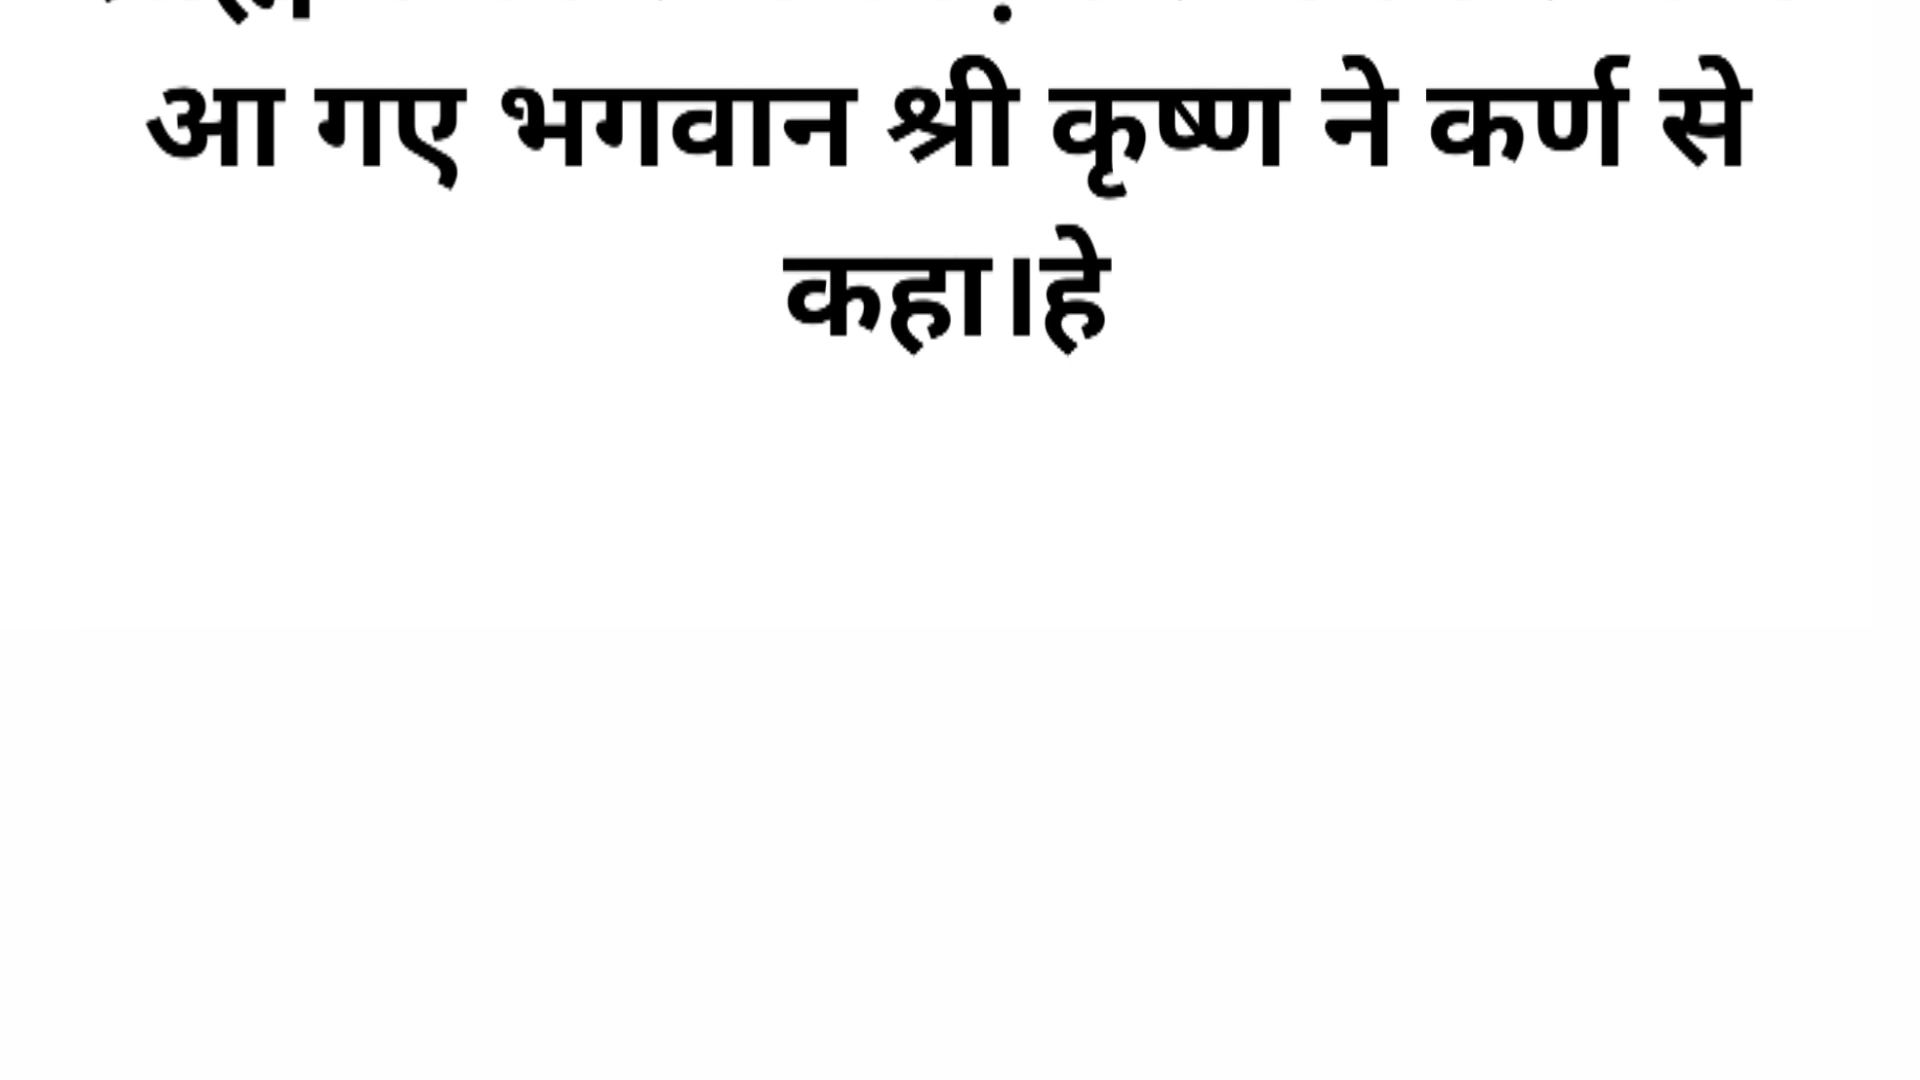 आ गए भगवान श्री कृष्ण ने कर्ण से
कहा।हे